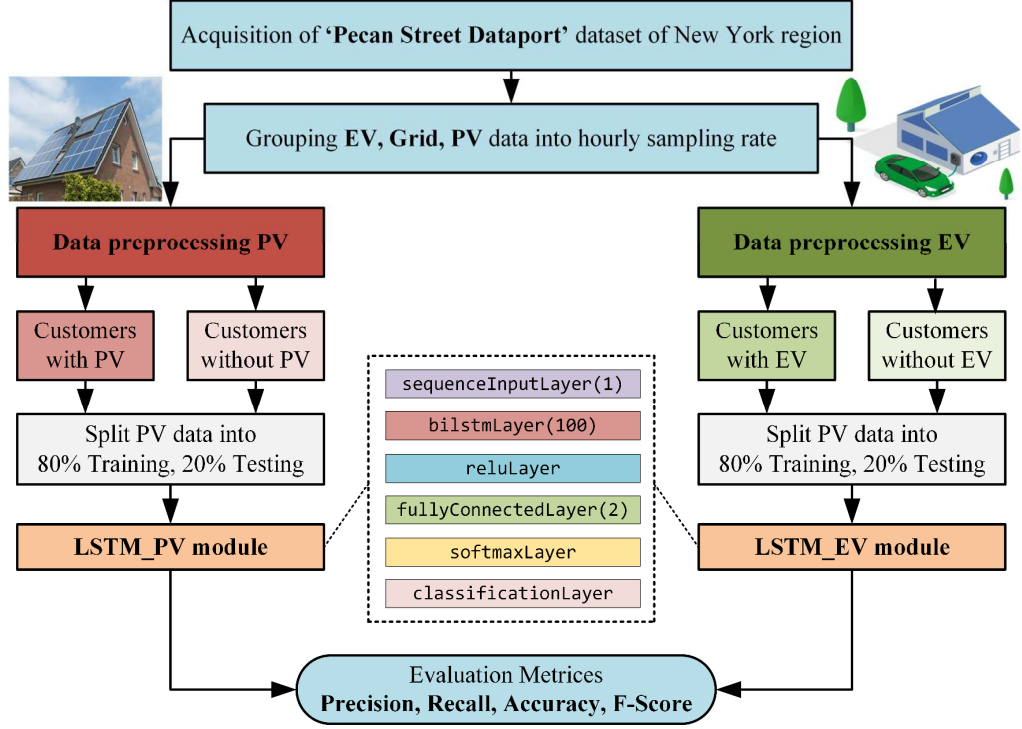 Acquisition of ‘Pecan Street Dataport’ dataset of New York region
Grouping EV, Grid, PV data into hourly sampling rate
Data preprocessing PV
Data preprocessing EV
Customers
with PV
Customers
without PV
Customers
with EV
Customers
without EV
Split PV data into
80% Training, 20% Testing
Split PV data into
80% Training, 20% Testing
LSTM_PV module
LSTM_EV module
sequenceInputLayer(1)
bilstmLayer(100)
reluLayer
fullyConnectedLayer(2)
softmaxLayer
classificationLayer
Evaluation Metrices
Precision, Recall, Accuracy, F-Score